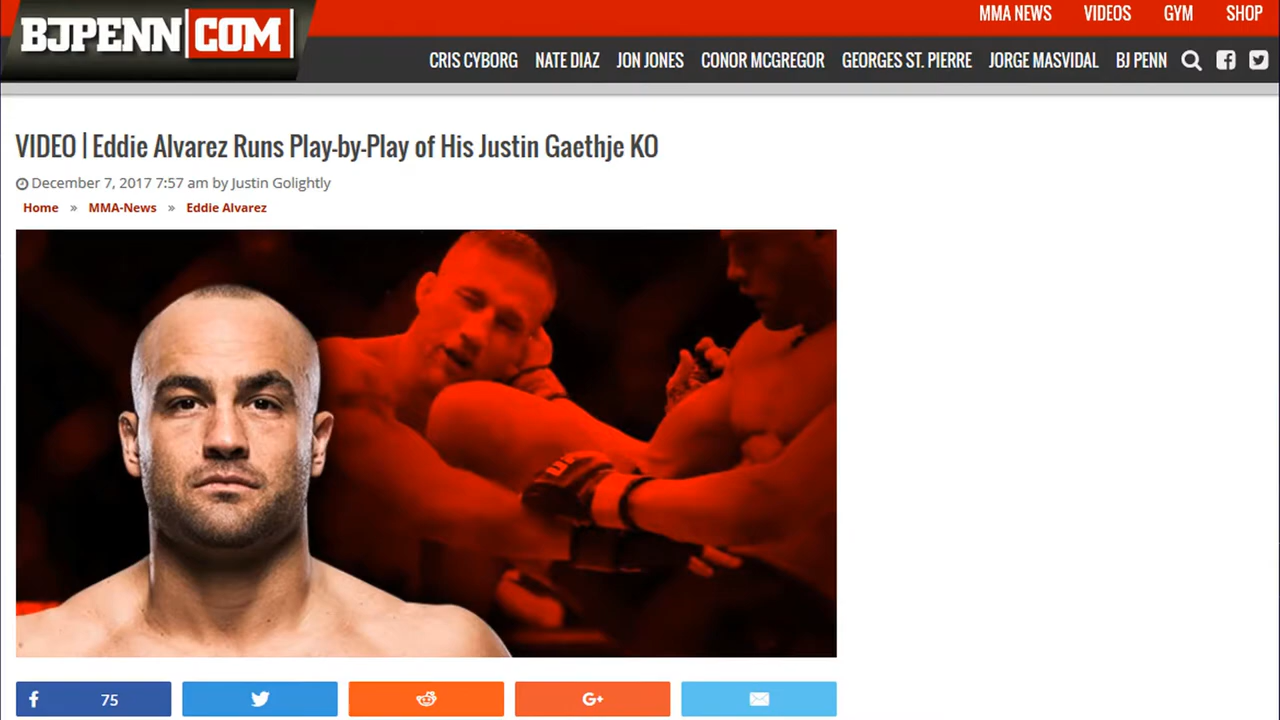 BJPENN COM
MMA NEWS VIDEOS GYM SHOP
CRIS CYBORG NATE DIAZ JON JONES CONOR MCGREGOR GEORGES ST. PIERRE JORGE MASVIDAL BJ PENN
VIDEO | Eddie Alvarez Runs Play-by-Play of His Justin Gaethje KO
December 7, 2017 7:57 am by Justin Golightly
Home » MMA-News » Eddie Alvarez
75
G+